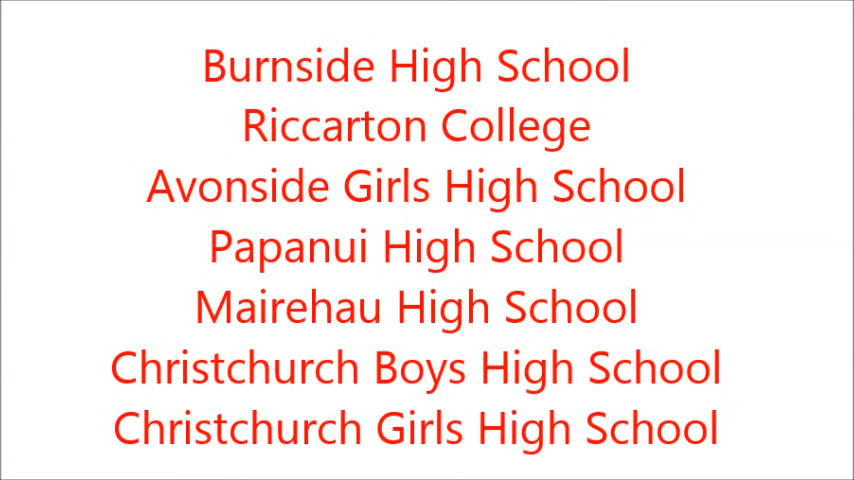 Burnside High School
Riccarton College
Avonside Girls High School
Papanui High School
Mairehau High School
Christchurch Boys High School
Christchurch Girls High School